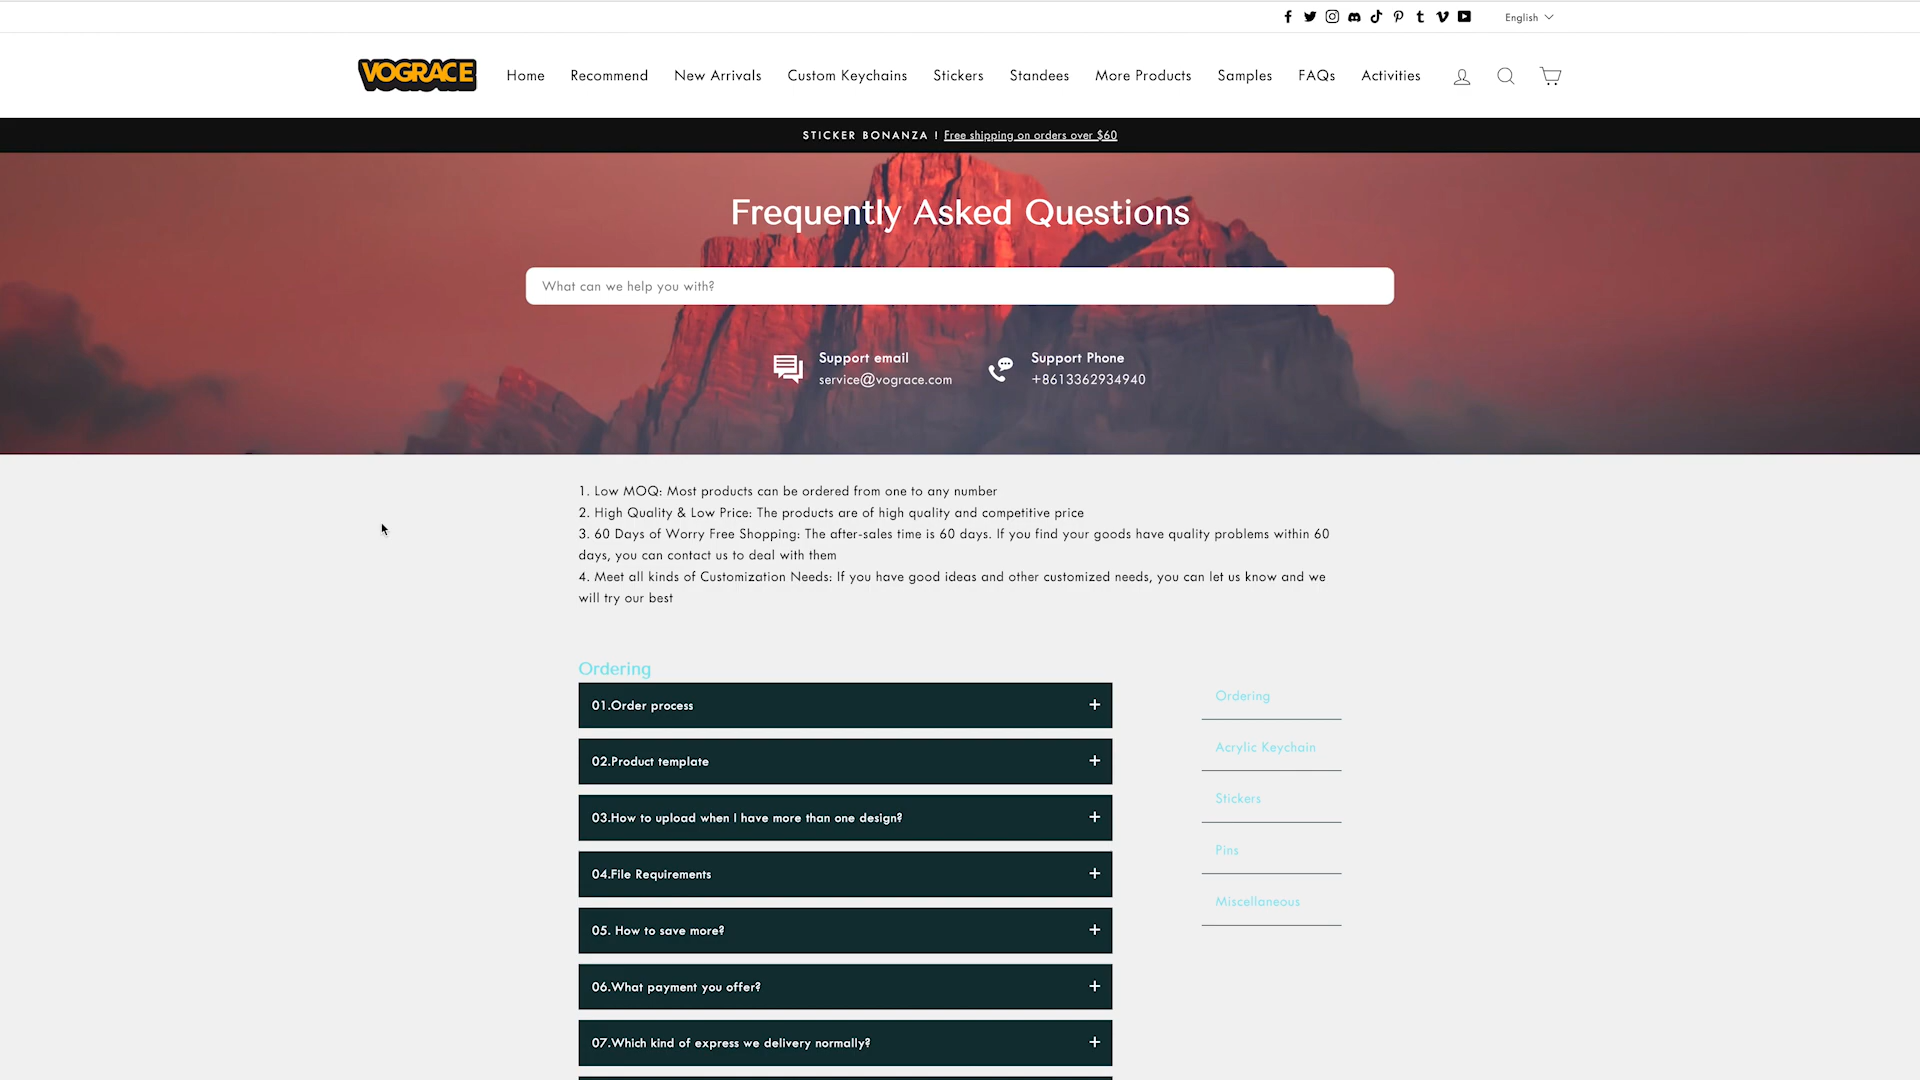 English
VOGRACE
Home
Recommend
New Arrivals
Custom Keychains
Stickers
Standees
More Products
Samples
FAQs
Activities
STICKER BONANZA ! Free shipping on orders over $60
Frequently Asked Questions
What can we help you with?
Support email
service@vograce.com
Support Phone
+8613362934940
1. Low MOQ: Most products can be ordered from one to any number
2. High Quality & Low Price: The products are of high quality and competitive price
3. 60 Days of Worry Free Shopping: The after-sales time is 60 days. If you find your goods have quality problems within 60
days, you can contact us to deal with them
4. Meet all kinds of Customization Needs: If you have good ideas and other customized needs, you can let us know and we
will try our best
Ordering
01.Order process
02.Product template
03.How to upload when I have more than one design?
04.File Requirements
05. How to save more?
06.What payment you offer?
07.Which kind of express we delivery normally?
Ordering
Acrylic Keychain
Stickers
Pins
Miscellaneous